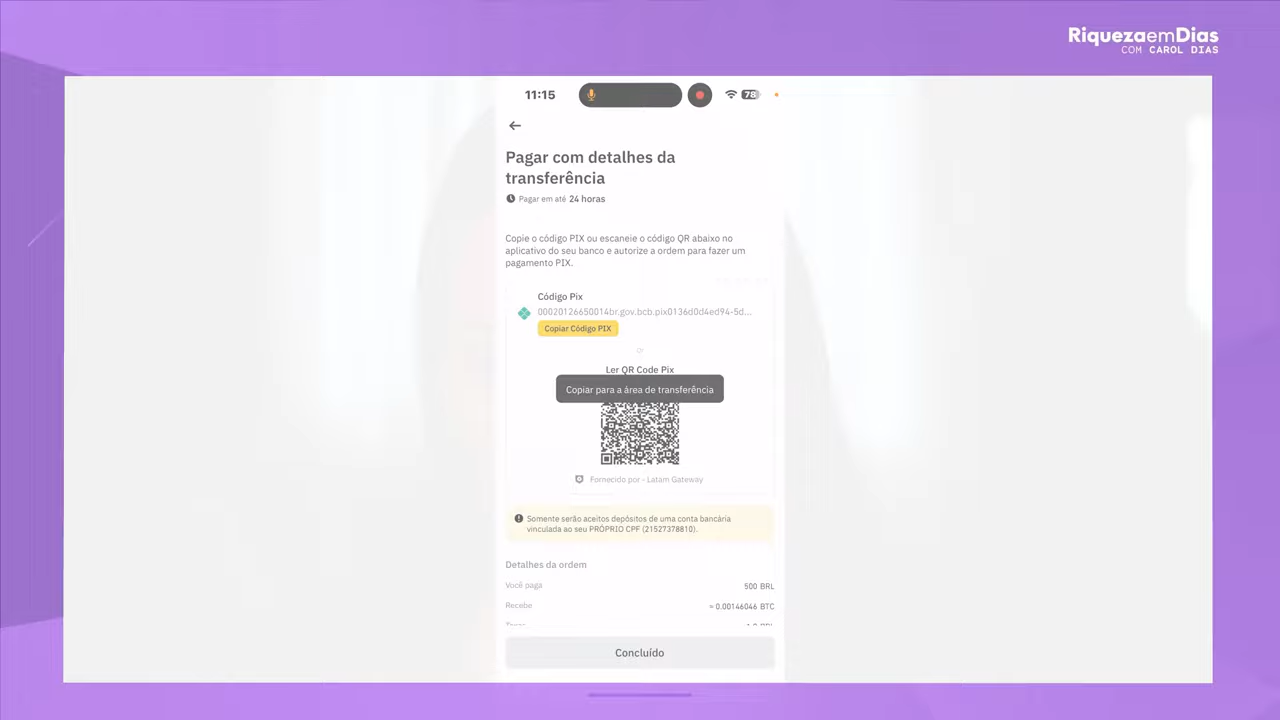 RiquezaemDias
COM CAROL DIAS
11:15
78
Pagar com detalhes da
transferência
Pagar em até 24 horas
Copie o código PIX ou escaneie o código QR abaixo no
aplicativo do seu banco e autorize a ordem para fazer um
pagamento PIX.
Código Pix
00020126650014br.gov.bcb.pix0136d0d4ed94-5d...
Copiar Código PIX
Ler QR Code Pix
Copiar para a área de transferência
Fornecido por - Latam Gateway
Somente serão aceitos depósitos de uma conta bancária
vinculada ao seu PRÓPRIO CPF (21527378810).
Detalhes da ordem
Você paga 500 BRL
Recebe ≈ 0.00146046 BTC
Concluído